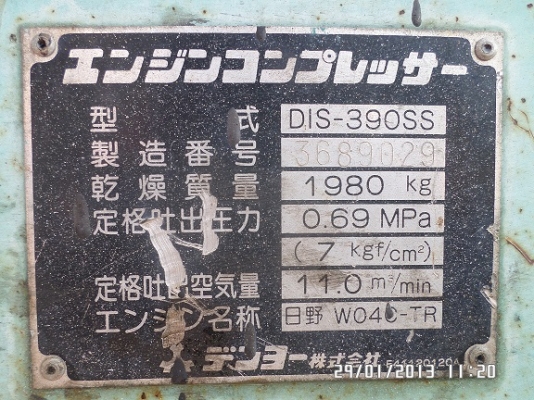 エンジンコンプレッサー
型式 DIS-390SS
製造番号 3689029
乾燥質量 1980 kg
定格吐出圧力 0.69 MPa
(7 kgf/cm²)
定格吐出空気量 11.0 m³/min
エンジン名称 日野 W04C-TR
デンヨー株式会社
29/01/2013 11:20